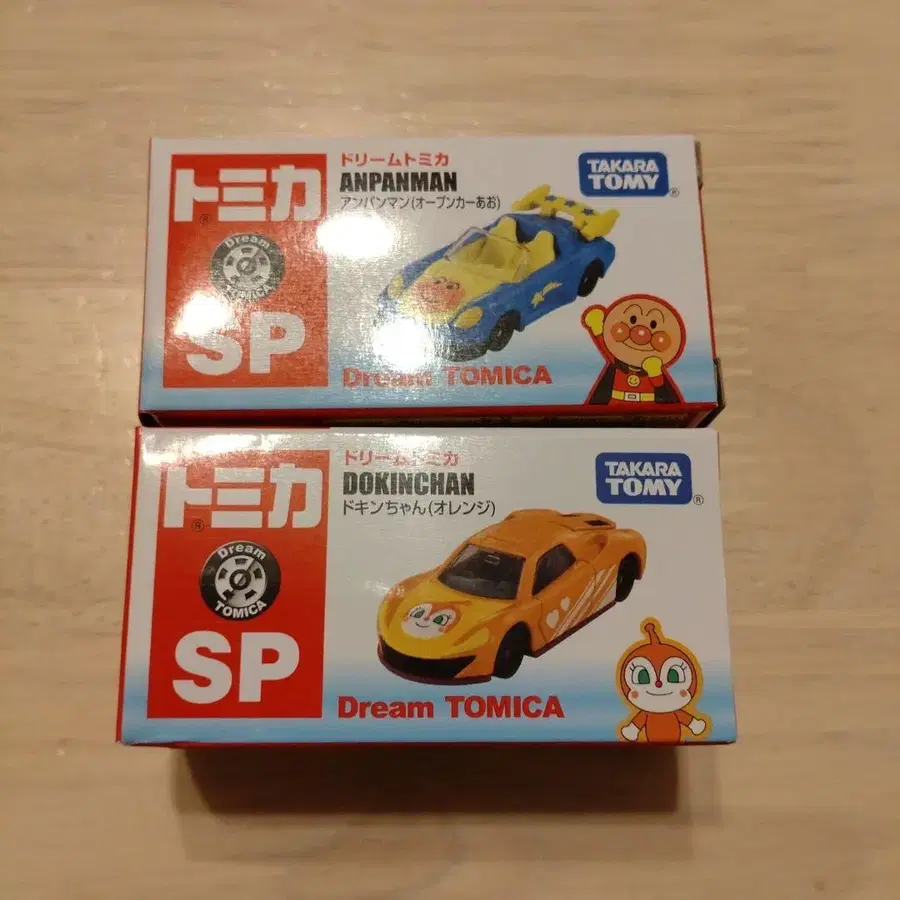 トミカ
®
Dream
TOMICA
SP
ドリームトミカ
ANPANMAN
アンパンマン(オープンカーあお)
TAKARA
TOMY
®
Dream TOMICA
トミカ
®
Dream
TOMICA
SP
ドリームトミカ
DOKINCHAN
ドキンちゃん(オレンジ)
TAKARA
TOMY
®
Dream TOMICA